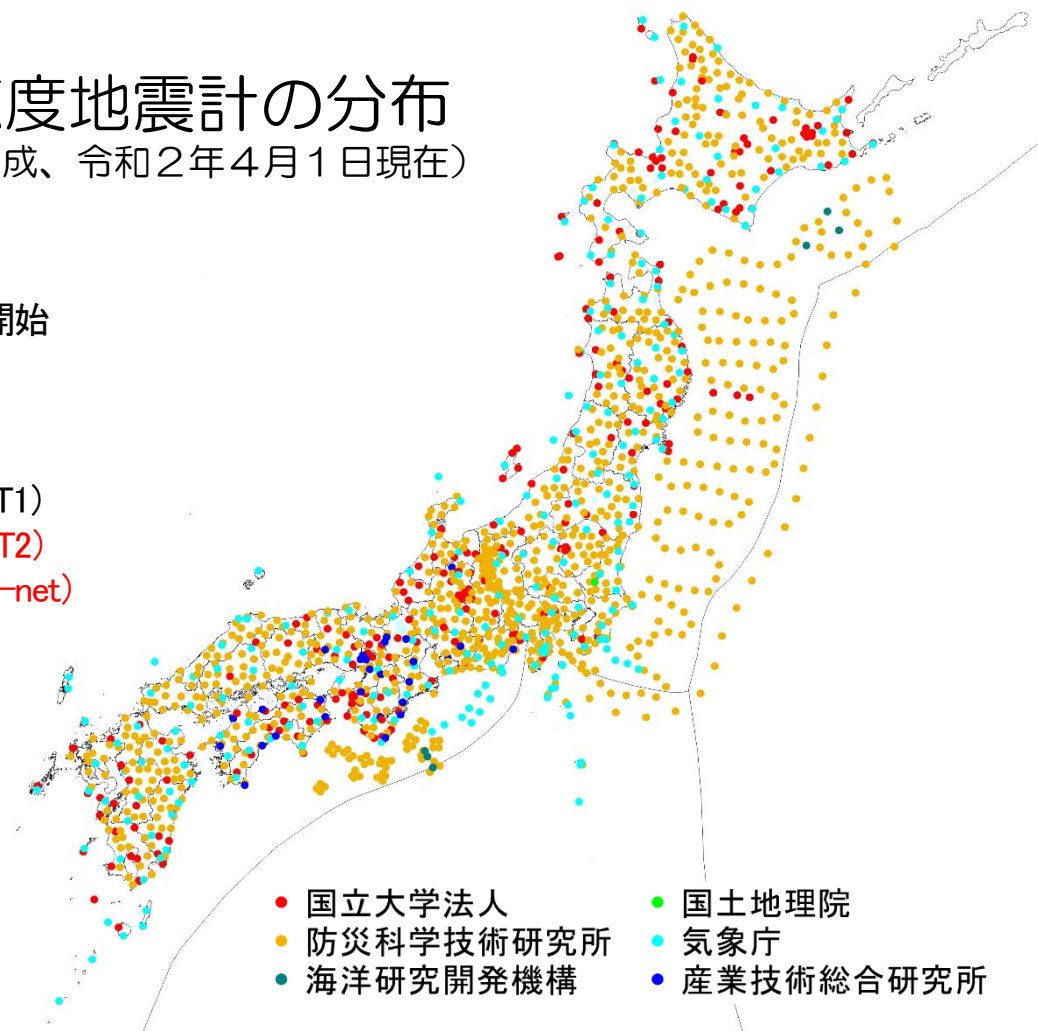 度地震計の分布
成、令和２年４月１日現在）
開始
T1）
T2）
-net）
国立大学法人
防災科学技術研究所
海洋研究開発機構
国土地理院
気象庁
産業技術総合研究所